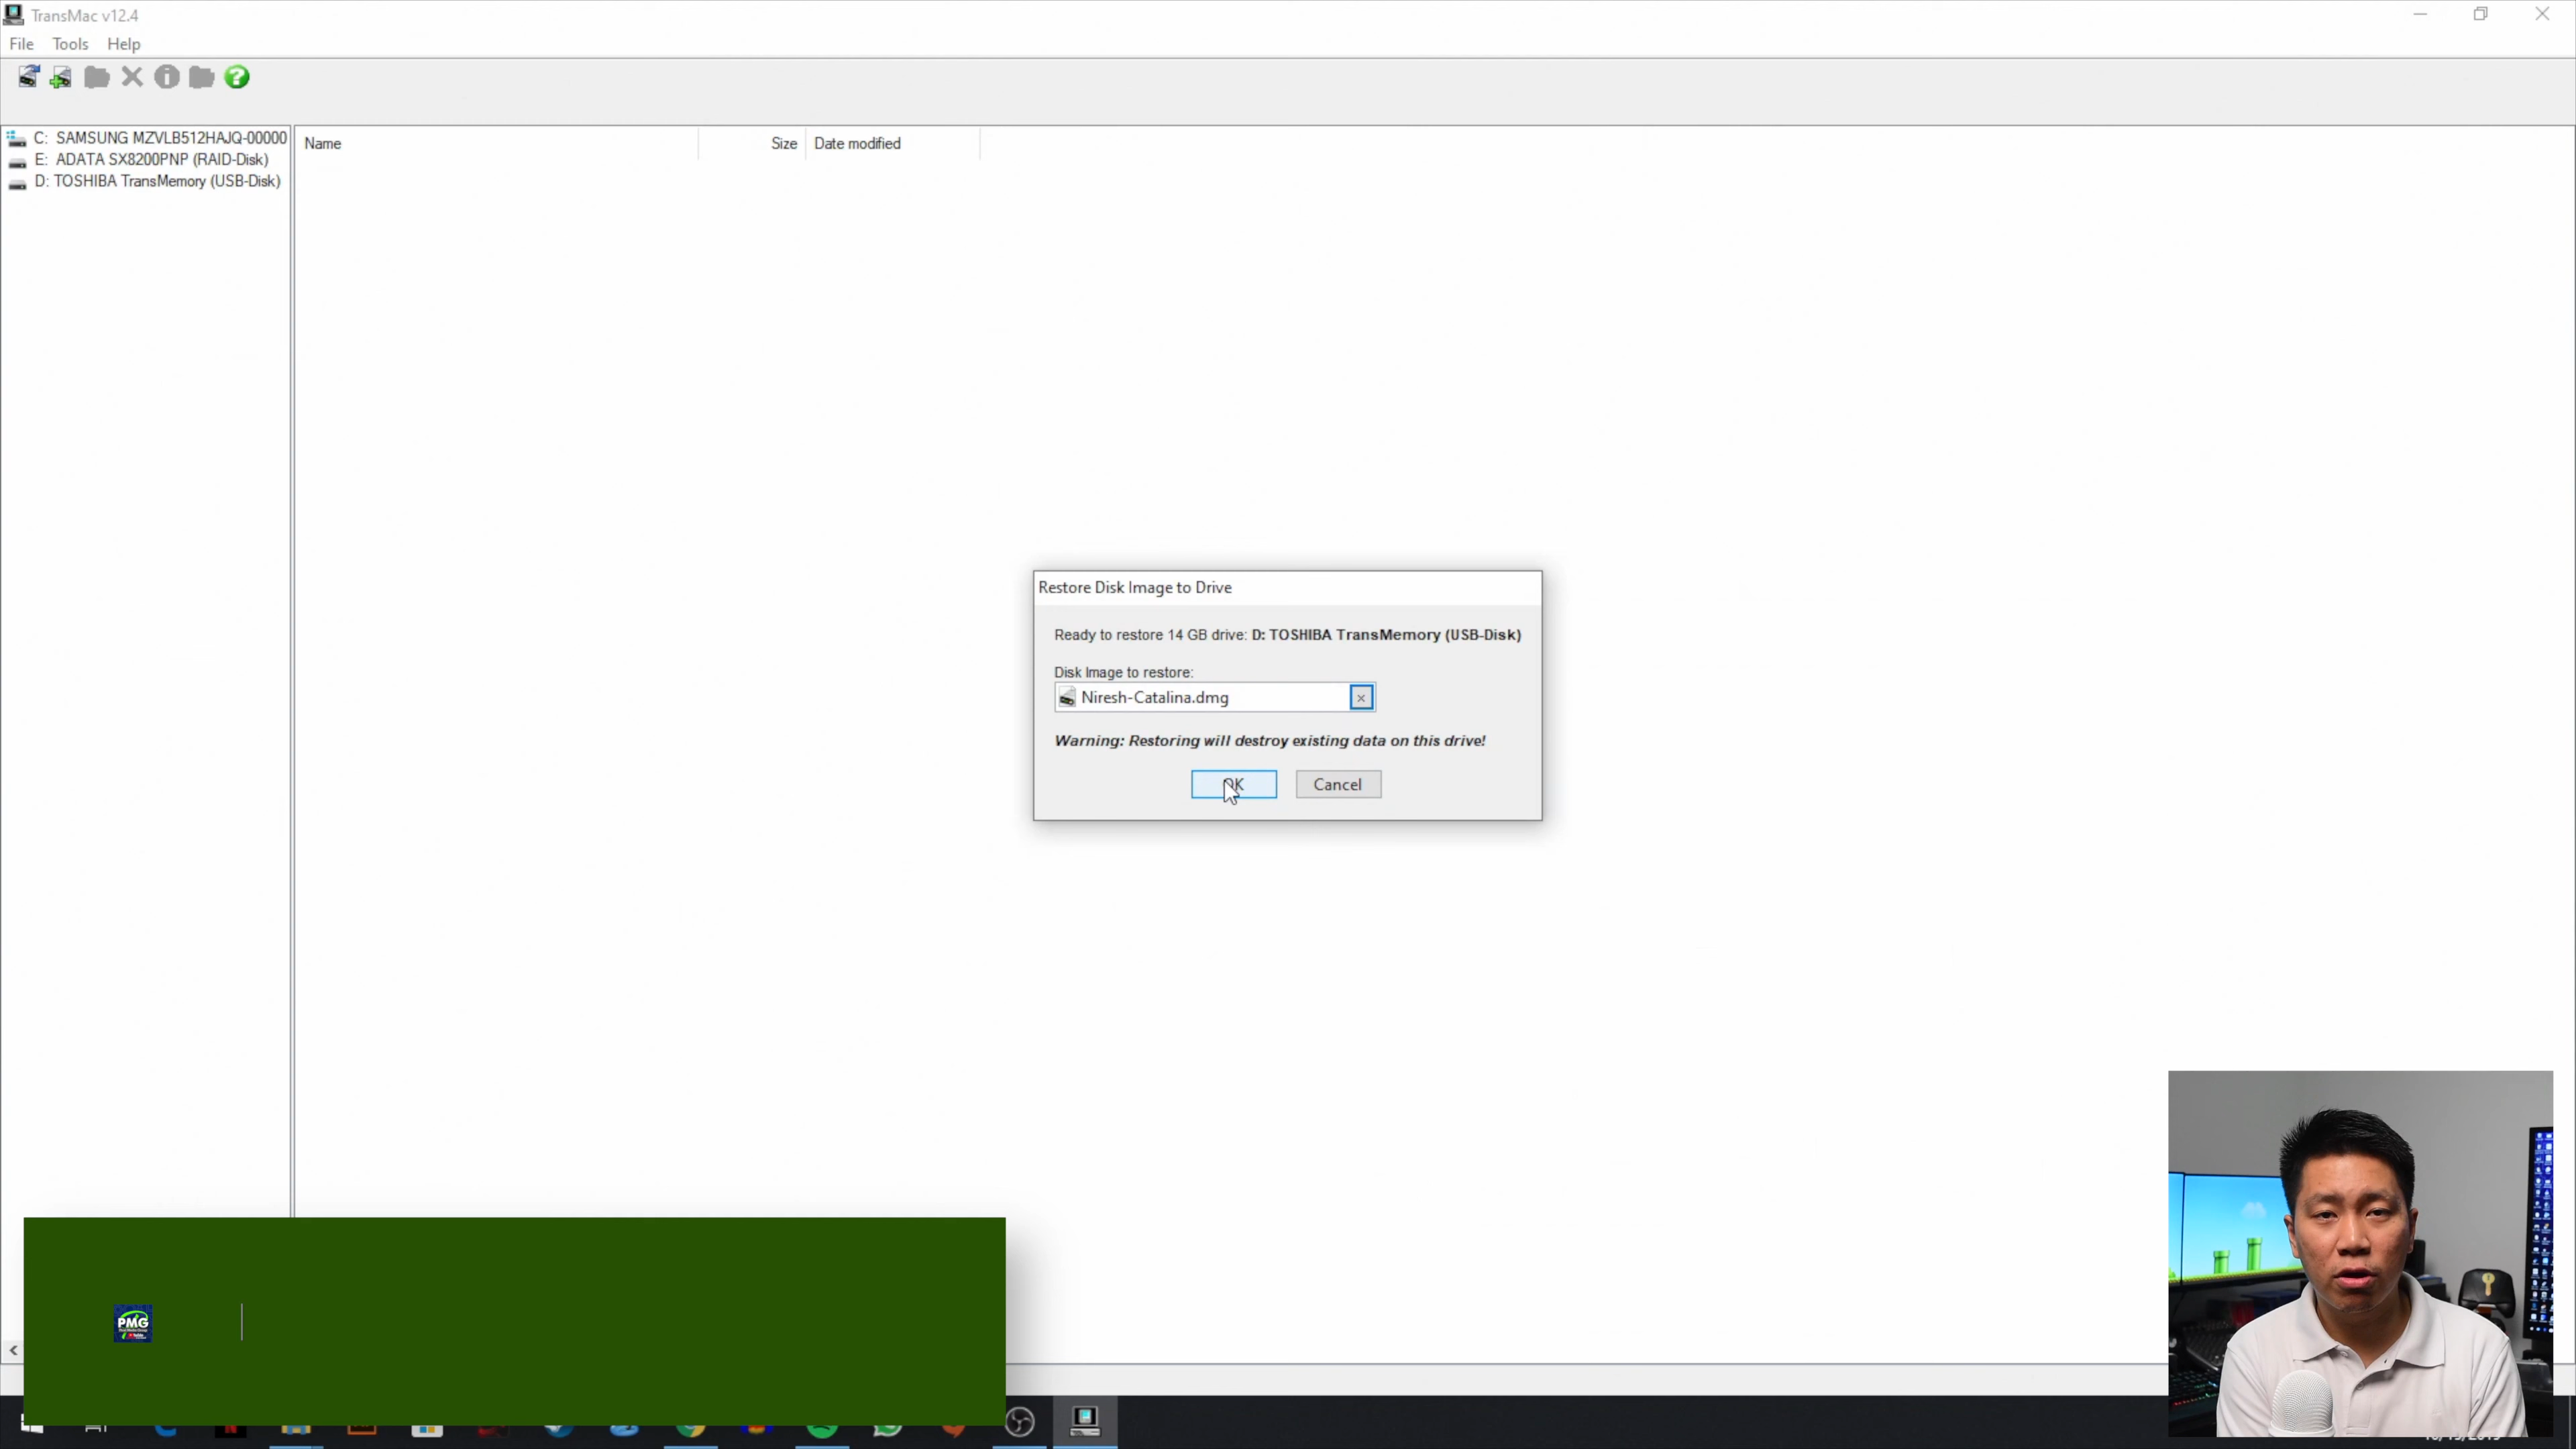 TransMac v12.4
File Tools Help
C: SAMSUNG MZVLB512HAJQ-00000
E: ADATA SX8200PNP (RAID-Disk)
D: TOSHIBA TransMemory (USB-Disk)
Name Size Date modified
Restore Disk Image to Drive
Ready to restore 14 GB drive: D: TOSHIBA TransMemory (USB-Disk)
Disk Image to restore:
Niresh-Catalina.dmg
Warning: Restoring will destroy existing data on this drive!
OK Cancel
PMG